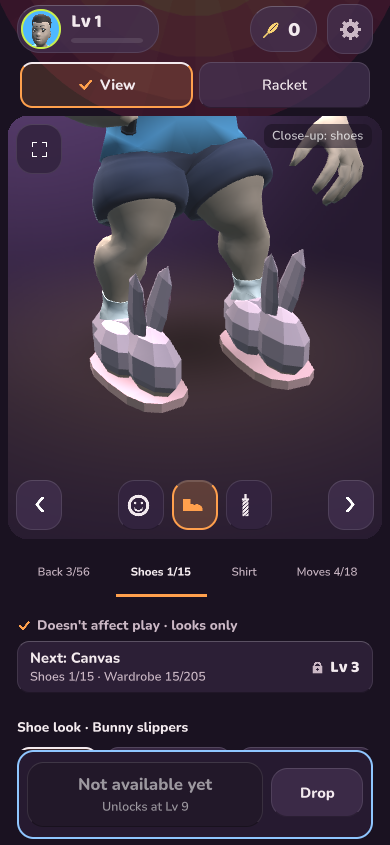 Lv 1
0
View
Racket
Close-up: shoes
Back 3/56
Shoes 1/15
Shirt
Moves 4/18
Doesn't affect play · looks only
Next: Canvas
Shoes 1/15 · Wardrobe 15/205
Lv 3
Shoe look · Bunny slippers
Not available yet
Unlocks at Lv 9
Drop